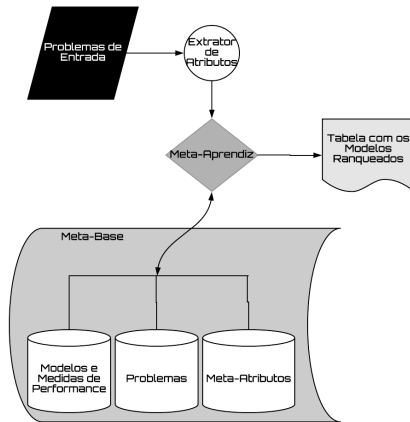 Problemas de
Entrada
Extrator
de
Atributos
Meta-Aprendiz
Tabela com os
Modelos
Ranqueados
Meta-Base
Modelos e
Medidas de
Performance
Problemas
Meta-Atributos